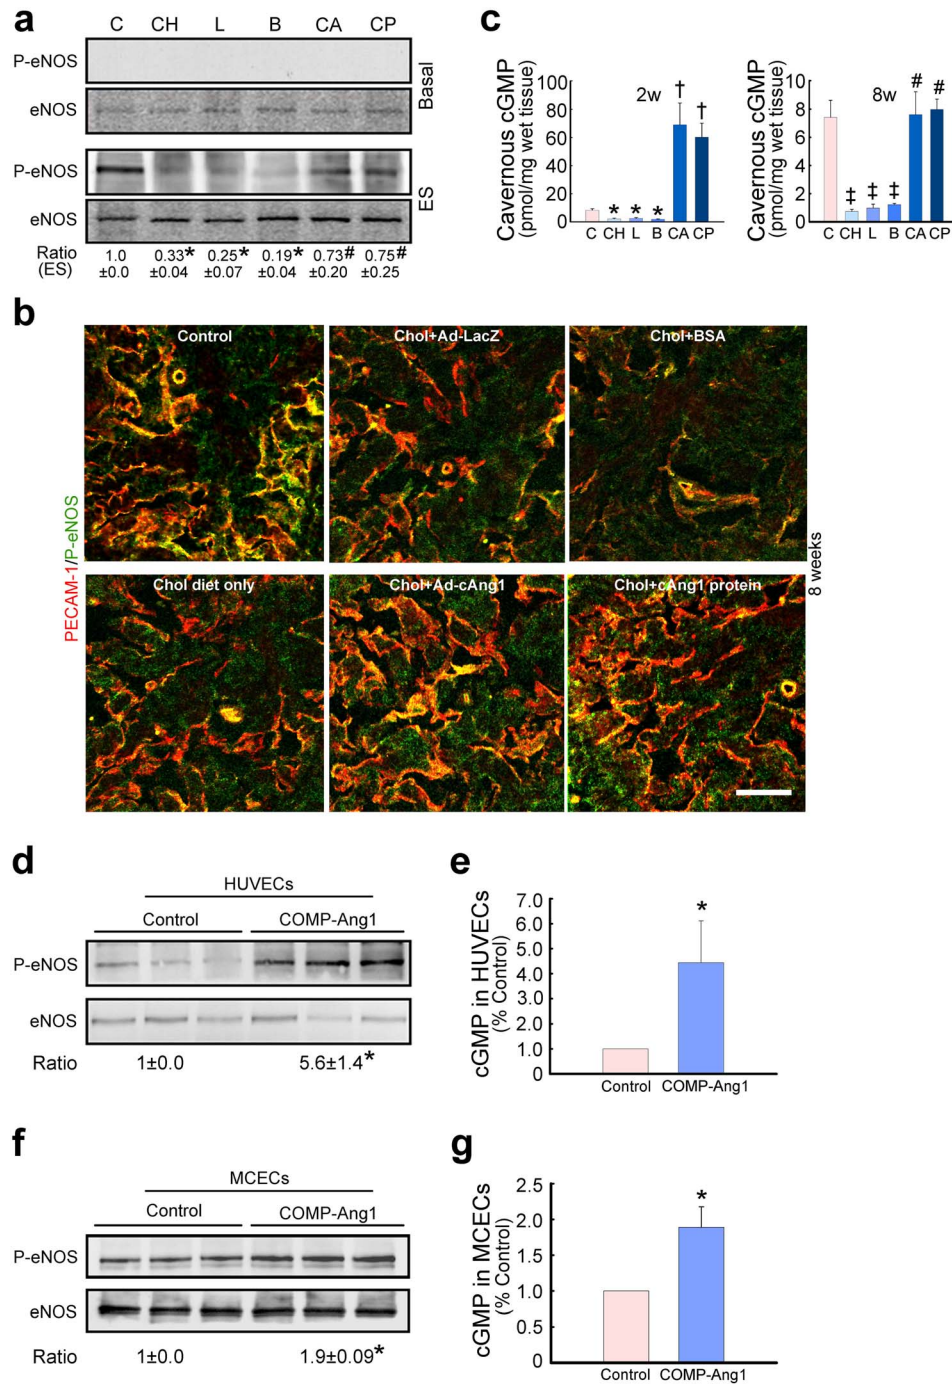 a
C CH L B CA CP
P-eNOS
eNOS
Basal
P-eNOS
eNOS
ES
Ratio 1.0 0.33* 0.25* 0.19* 0.73# 0.75#
(ES) ±0.0 ±0.04 ±0.07 ±0.04 ±0.20 ±0.25
c
Cavernous cGMP
(pmol/mg wet tissue)
100
80
60
40
20
0
2w
* * * † †
C CH L B CA CP
Cavernous cGMP
(pmol/mg wet tissue)
10
8
6
4
2
0
8w
‡ ‡ ‡ # #
C CH L B CA CP
b
PECAM-1/P-eNOS
Control
Chol+Ad-LacZ
Chol+BSA
Chol diet only
Chol+Ad-cAng1
Chol+cAng1 protein
8 weeks
d
HUVECs
Control COMP-Ang1
P-eNOS
eNOS
Ratio 1±0.0 5.6±1.4*
e
cGMP in HUVECs
(% Control)
7.0
6.0
5.0
4.0
3.0
2.0
1.0
0
*
Control COMP-Ang1
f
MCECs
Control COMP-Ang1
P-eNOS
eNOS
Ratio 1±0.0 1.9±0.09*
g
cGMP in MCECs
(% Control)
2.5
2.0
1.5
1.0
0.5
0
*
Control COMP-Ang1